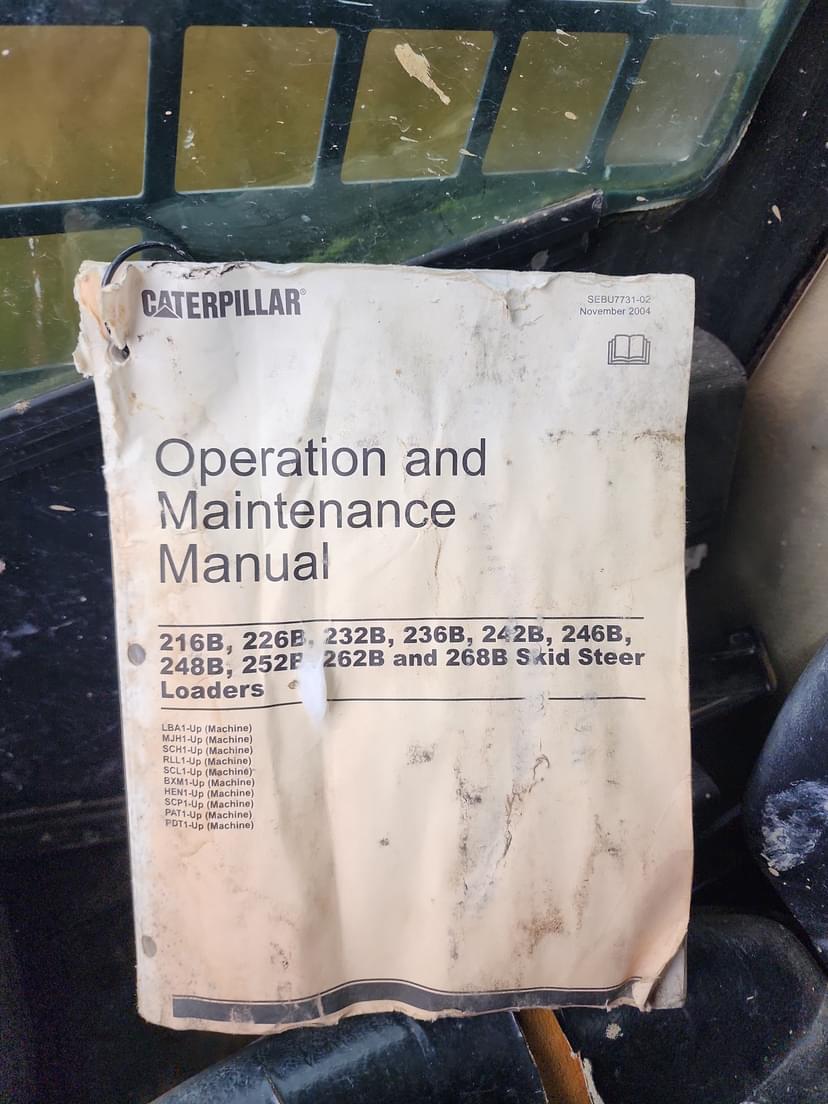 CATERPILLAR®
SEBU7731-02
November 2004
Operation and
Maintenance
Manual
216B, 226B, 232B, 236B, 242B, 246B,
248B, 252B 262B and 268B Skid Steer
Loaders
LBA1-Up (Machine)
MJH1-Up (Machine)
SCH1-Up (Machine)
RLL1-Up (Machine)
SCL1-Up (Machine)
BXM1-Up (Machine)
HEN1-Up (Machine)
SCP1-Up (Machine)
PAT1-Up (Machine)
PDT1-Up (Machine)